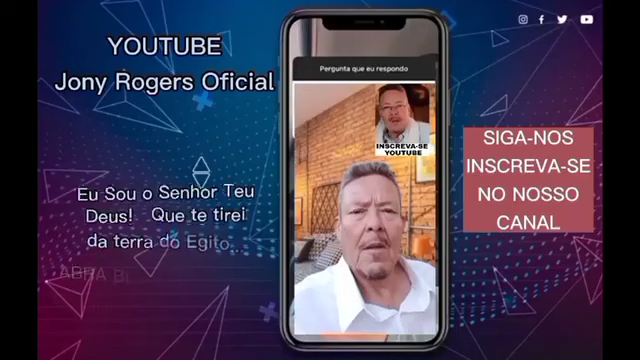 YOUTUBE
Jony Rogers Oficial
Eu Sou o Senhor Teu
Deus! Que te tirei
da terra do Egito...
ABRA
Pergunta que eu respondo
INSCREVA-SE
YOUTUBE
SIGA-NOS
INSCREVA-SE
NO NOSSO
CANAL